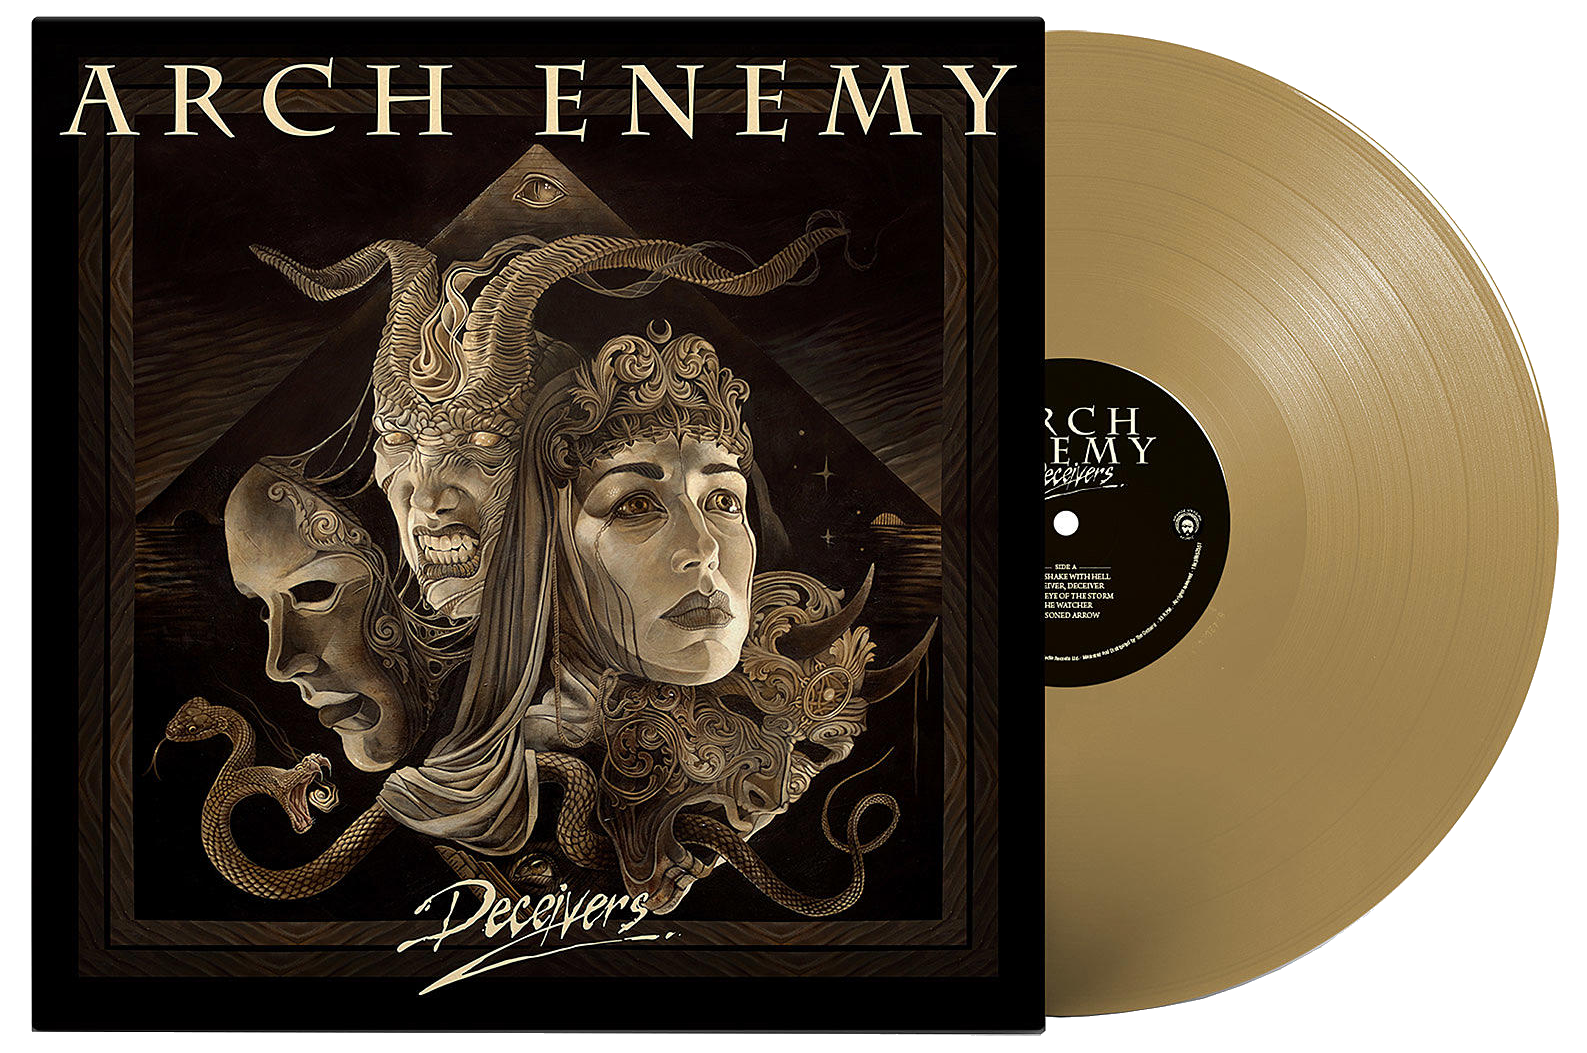 ARCH ENEMY
Deceivers.
RCH
EMY
eceivers.
SIDE A
SHAKE WITH HELL
EIVER, DECEIVER
EYE OF THE STORM
HE WATCHER
SONED ARROW